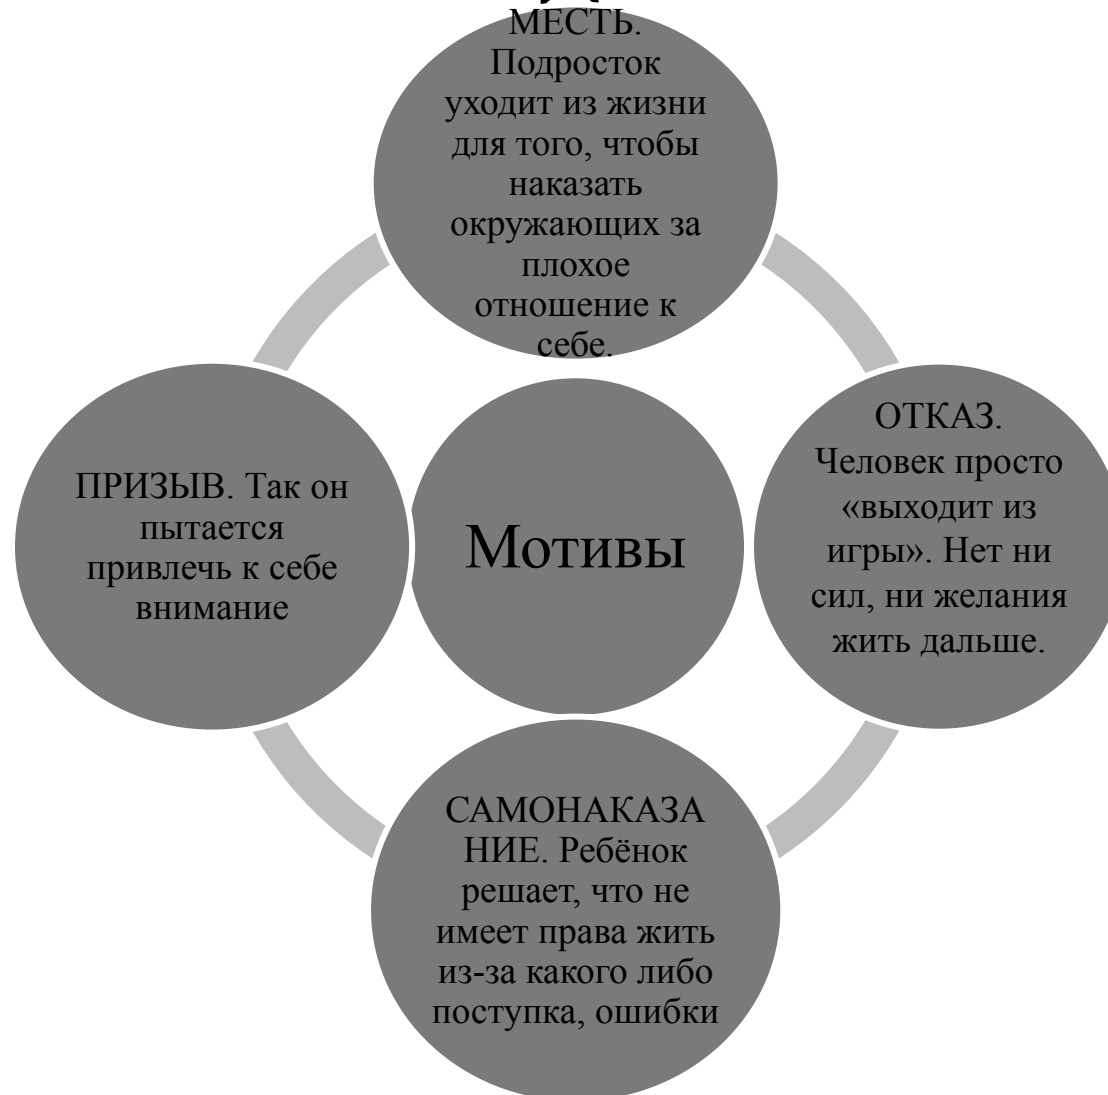 МЕСТЬ.
Подросток
уходит из жизни
для того, чтобы
наказать
окружающих за
плохое
отношение к
себе.
ОТКАЗ.
Человек просто
«выходит из
игры». Нет ни
сил, ни желания
жить дальше.
ПРИЗЫВ. Так он
пытается
привлечь к себе
внимание
Мотивы
САМОНАКАЗА
НИЕ. Ребёнок
решает, что не
имеет права жить
из-за какого либо
поступка, ошибки